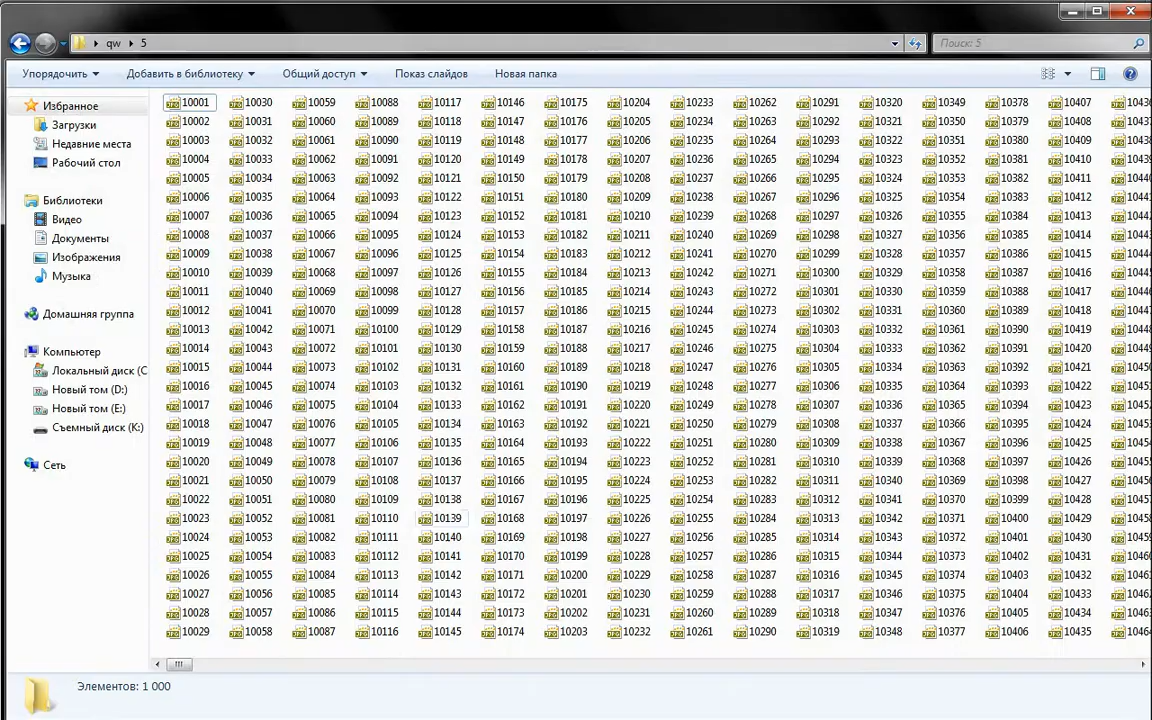 qw 5
Поиск: 5
Упорядочить Добавить в библиотеку Общий доступ Показ слайдов Новая папка
Избранное
Загрузки
Недавние места
Рабочий стол
Библиотеки
Видео
Документы
Изображения
Музыка
Домашняя группа
Компьютер
Локальный диск (C
Новый том (D:)
Новый том (E:)
Съемный диск (K:)
Сеть
10001 10030 10059 10088 10117 10146 10175 10204 10233 10262 10291 10320 10349 10378 10407
10002 10031 10060 10089 10118 10147 10176 10205 10234 10263 10292 10321 10350 10379 10408
10003 10032 10061 10090 10119 10148 10177 10206 10235 10264 10293 10322 10351 10380 10409
10004 10033 10062 10091 10120 10149 10178 10207 10236 10265 10294 10323 10352 10381 10410
10005 10034 10063 10092 10121 10150 10179 10208 10237 10266 10295 10324 10353 10382 10411
10006 10035 10064 10093 10122 10151 10180 10209 10238 10267 10296 10325 10354 10383 10412
10007 10036 10065 10094 10123 10152 10181 10210 10239 10268 10297 10326 10355 10384 10413
10008 10037 10066 10095 10124 10153 10182 10211 10240 10269 10298 10327 10356 10385 10414
10009 10038 10067 10096 10125 10154 10183 10212 10241 10270 10299 10328 10357 10386 10415
10010 10039 10068 10097 10126 10155 10184 10213 10242 10271 10300 10329 10358 10387 10416
10011 10040 10069 10098 10127 10156 10185 10214 10243 10272 10301 10330 10359 10388 10417
10012 10041 10070 10099 10128 10157 10186 10215 10244 10273 10302 10331 10360 10389 10418
10013 10042 10071 10100 10129 10158 10187 10216 10245 10274 10303 10332 10361 10390 10419
10014 10043 10072 10101 10130 10159 10188 10217 10246 10275 10304 10333 10362 10391 10420
10015 10044 10073 10102 10131 10160 10189 10218 10247 10276 10305 10334 10363 10392 10421
10016 10045 10074 10103 10132 10161 10190 10219 10248 10277 10306 10335 10364 10393 10422
10017 10046 10075 10104 10133 10162 10191 10220 10249 10278 10307 10336 10365 10394 10423
10018 10047 10076 10105 10134 10163 10192 10221 10250 10279 10308 10337 10366 10395 10424
10019 10048 10077 10106 10135 10164 10193 10222 10251 10280 10309 10338 10367 10396 10425
10020 10049 10078 10107 10136 10165 10194 10223 10252 10281 10310 10339 10368 10397 10426
10021 10050 10079 10108 10137 10166 10195 10224 10253 10282 10311 10340 10369 10398 10427
10022 10051 10080 10109 10138 10167 10196 10225 10254 10283 10312 10341 10370 10399 10428
10023 10052 10081 10110 10139 10168 10197 10226 10255 10284 10313 10342 10371 10400 10429
10024 10053 10082 10111 10140 10169 10198 10227 10256 10285 10314 10343 10372 10401 10430
10025 10054 10083 10112 10141 10170 10199 10228 10257 10286 10315 10344 10373 10402 10431
10026 10055 10084 10113 10142 10171 10200 10229 10258 10287 10316 10345 10374 10403 10432
10027 10056 10085 10114 10143 10172 10201 10230 10259 10288 10317 10346 10375 10404 10433
10028 10057 10086 10115 10144 10173 10202 10231 10260 10289 10318 10347 10376 10405 10434
10029 10058 10087 10116 10145 10174 10203 10232 10261 10290 10319 10348 10377 10406 10435
Элементов: 1 000